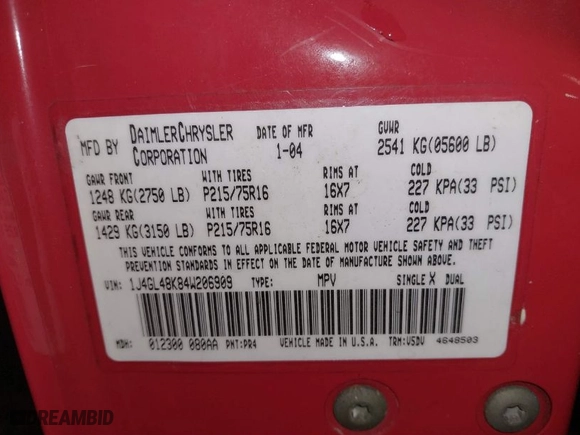 MFD BY DAIMLERCHRYSLER CORPORATION
DATE OF MFR 1-04
GVWR 2541 KG(05600 LB)
GAWR FRONT WITH TIRES RIMS AT COLD
1248 KG(2750 LB) P215/75R16 16X7 227 KPA(33 PSI)
GAWR REAR WITH TIRES RIMS AT COLD
1429 KG(3150 LB) P215/75R16 16X7 227 KPA(33 PSI)
THIS VEHICLE CONFORMS TO ALL APPLICABLE FEDERAL MOTOR VEHICLE SAFETY AND THEFT
PREVENTION STANDARDS IN EFFECT ON THE DATE OF MANUFACTURE SHOWN ABOVE.
VIN: 1J4GL48K84W206909 TYPE: MPV SINGLE X DUAL
MDH: 012300 080AA PNT:PR4 VEHICLE MADE IN U.S.A. TRM:V5DV 4648503
DREAMBID